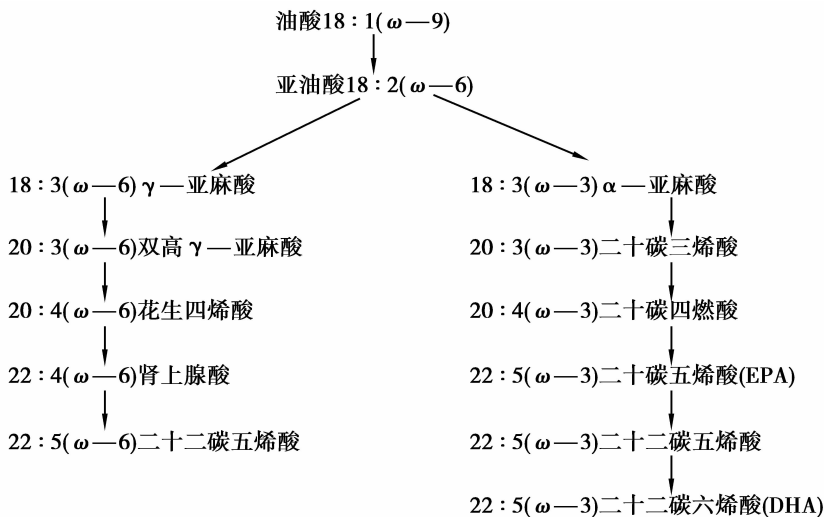 油酸18：1(ω—9)
亚油酸18：2(ω—6)
18：3(ω—6)γ—亚麻酸
20：3(ω—6)双高γ—亚麻酸
20：4(ω—6)花生四烯酸
22：4(ω—6)肾上腺酸
22：5(ω—6)二十二碳五烯酸
18：3(ω—3)α—亚麻酸
20：3(ω—3)二十碳三烯酸
20：4(ω—3)二十碳四燃酸
22：5(ω—3)二十碳五烯酸(EPA)
22：5(ω—3)二十二碳五烯酸
22：5(ω—3)二十二碳六烯酸(DHA)